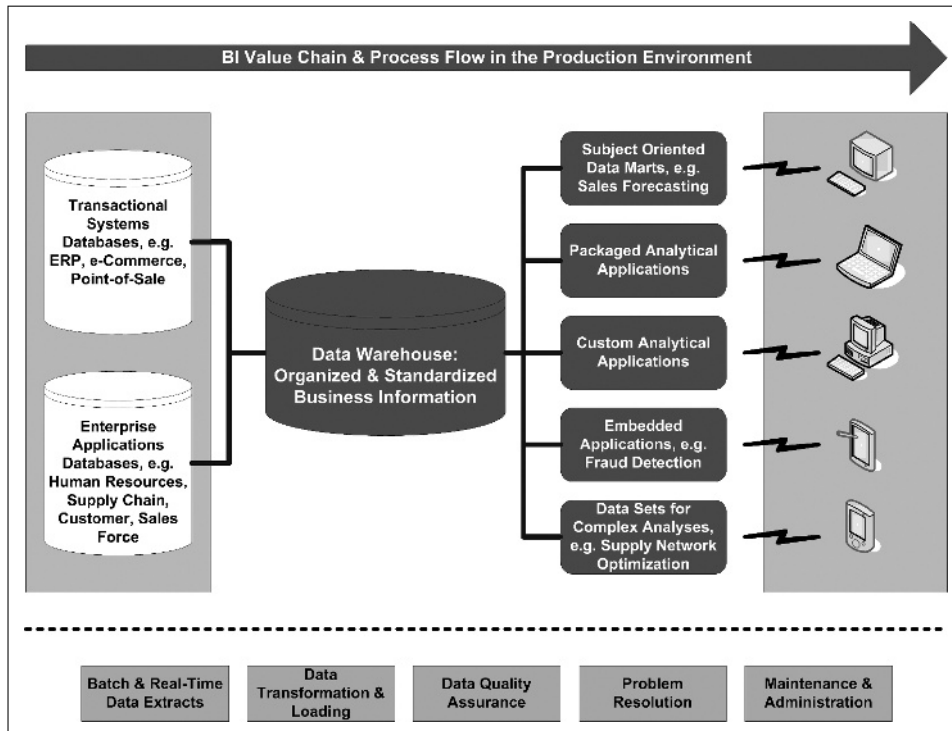 BI Value Chain & Process Flow in the Production Environment
Transactional
Systems
Databases, e.g.
ERP, e-Commerce,
Point-of-Sale
Enterprise
Applications
Databases, e.g.
Human Resources,
Supply Chain,
Customer, Sales
Force
Data Warehouse:
Organized & Standardized
Business Information
Subject Oriented
Data Marts, e.g.
Sales Forecasting
Packaged Analytical
Applications
Custom Analytical
Applications
Embedded
Applications, e.g.
Fraud Detection
Data Sets for
Complex Analyses,
e.g. Supply Network
Optimization
Batch & Real-Time
Data Extracts
Data
Transformation &
Loading
Data Quality
Assurance
Problem
Resolution
Maintenance &
Administration